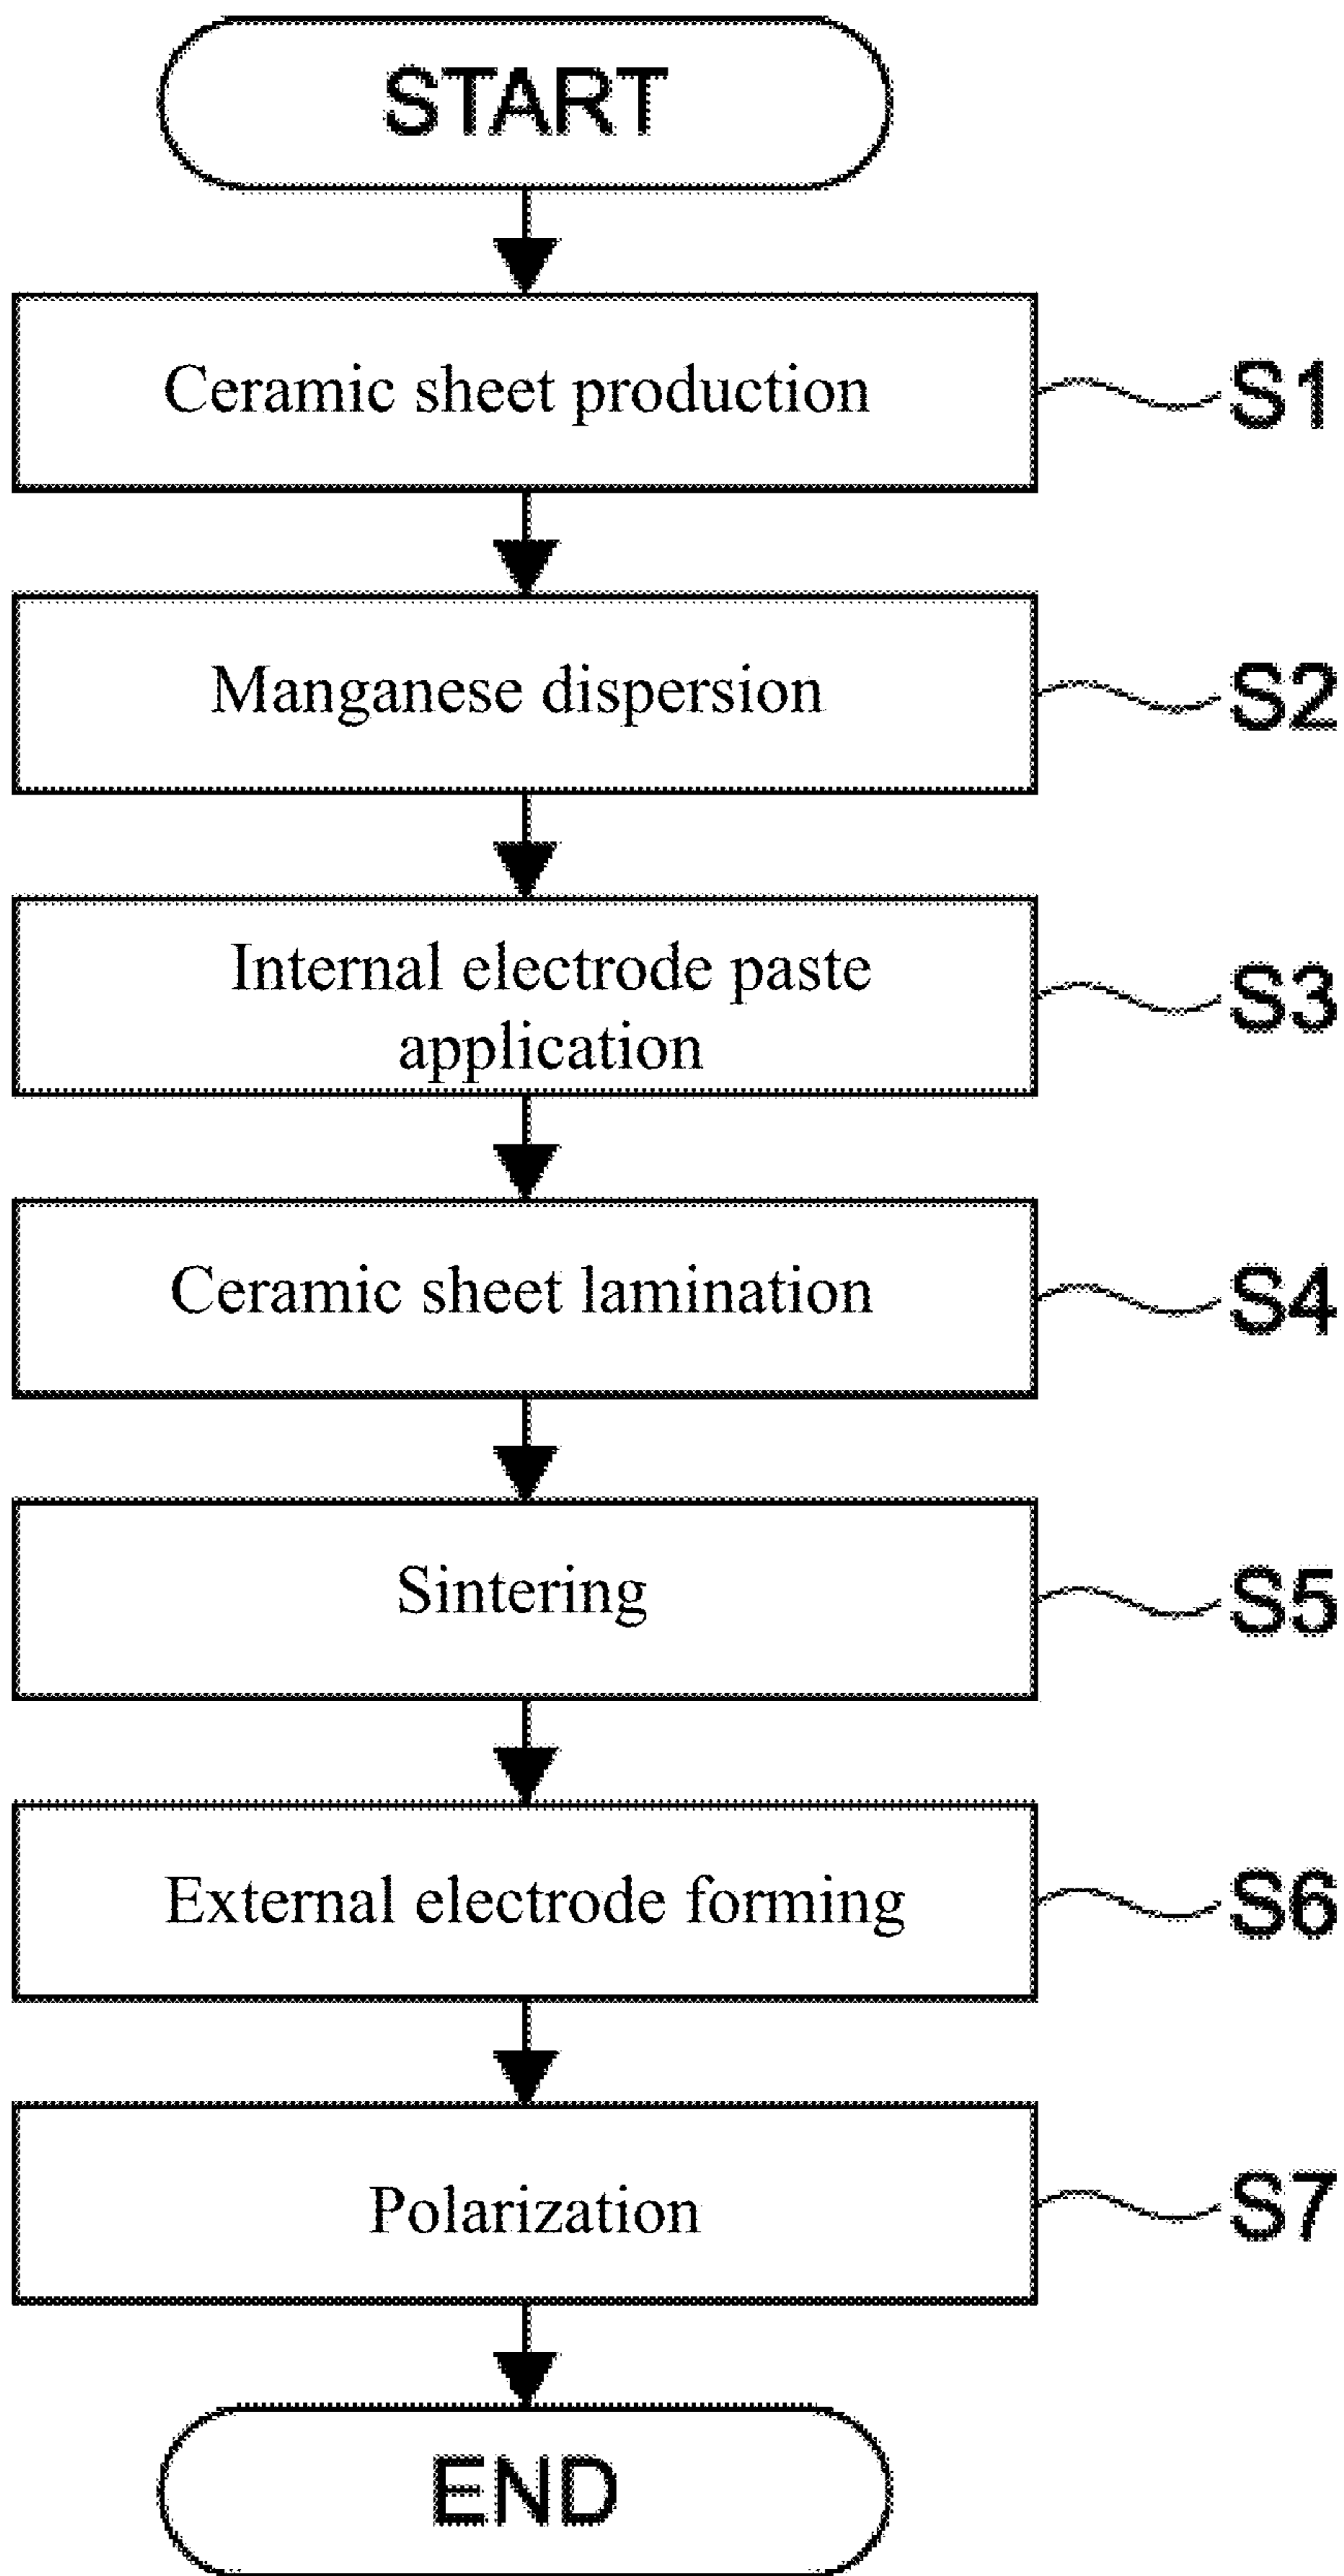 START
Ceramic sheet production
S1
Manganese dispersion
S2
Internal electrode paste
application
S3
Ceramic sheet lamination
S4
Sintering
S5
External electrode forming
S6
Polarization
S7
END